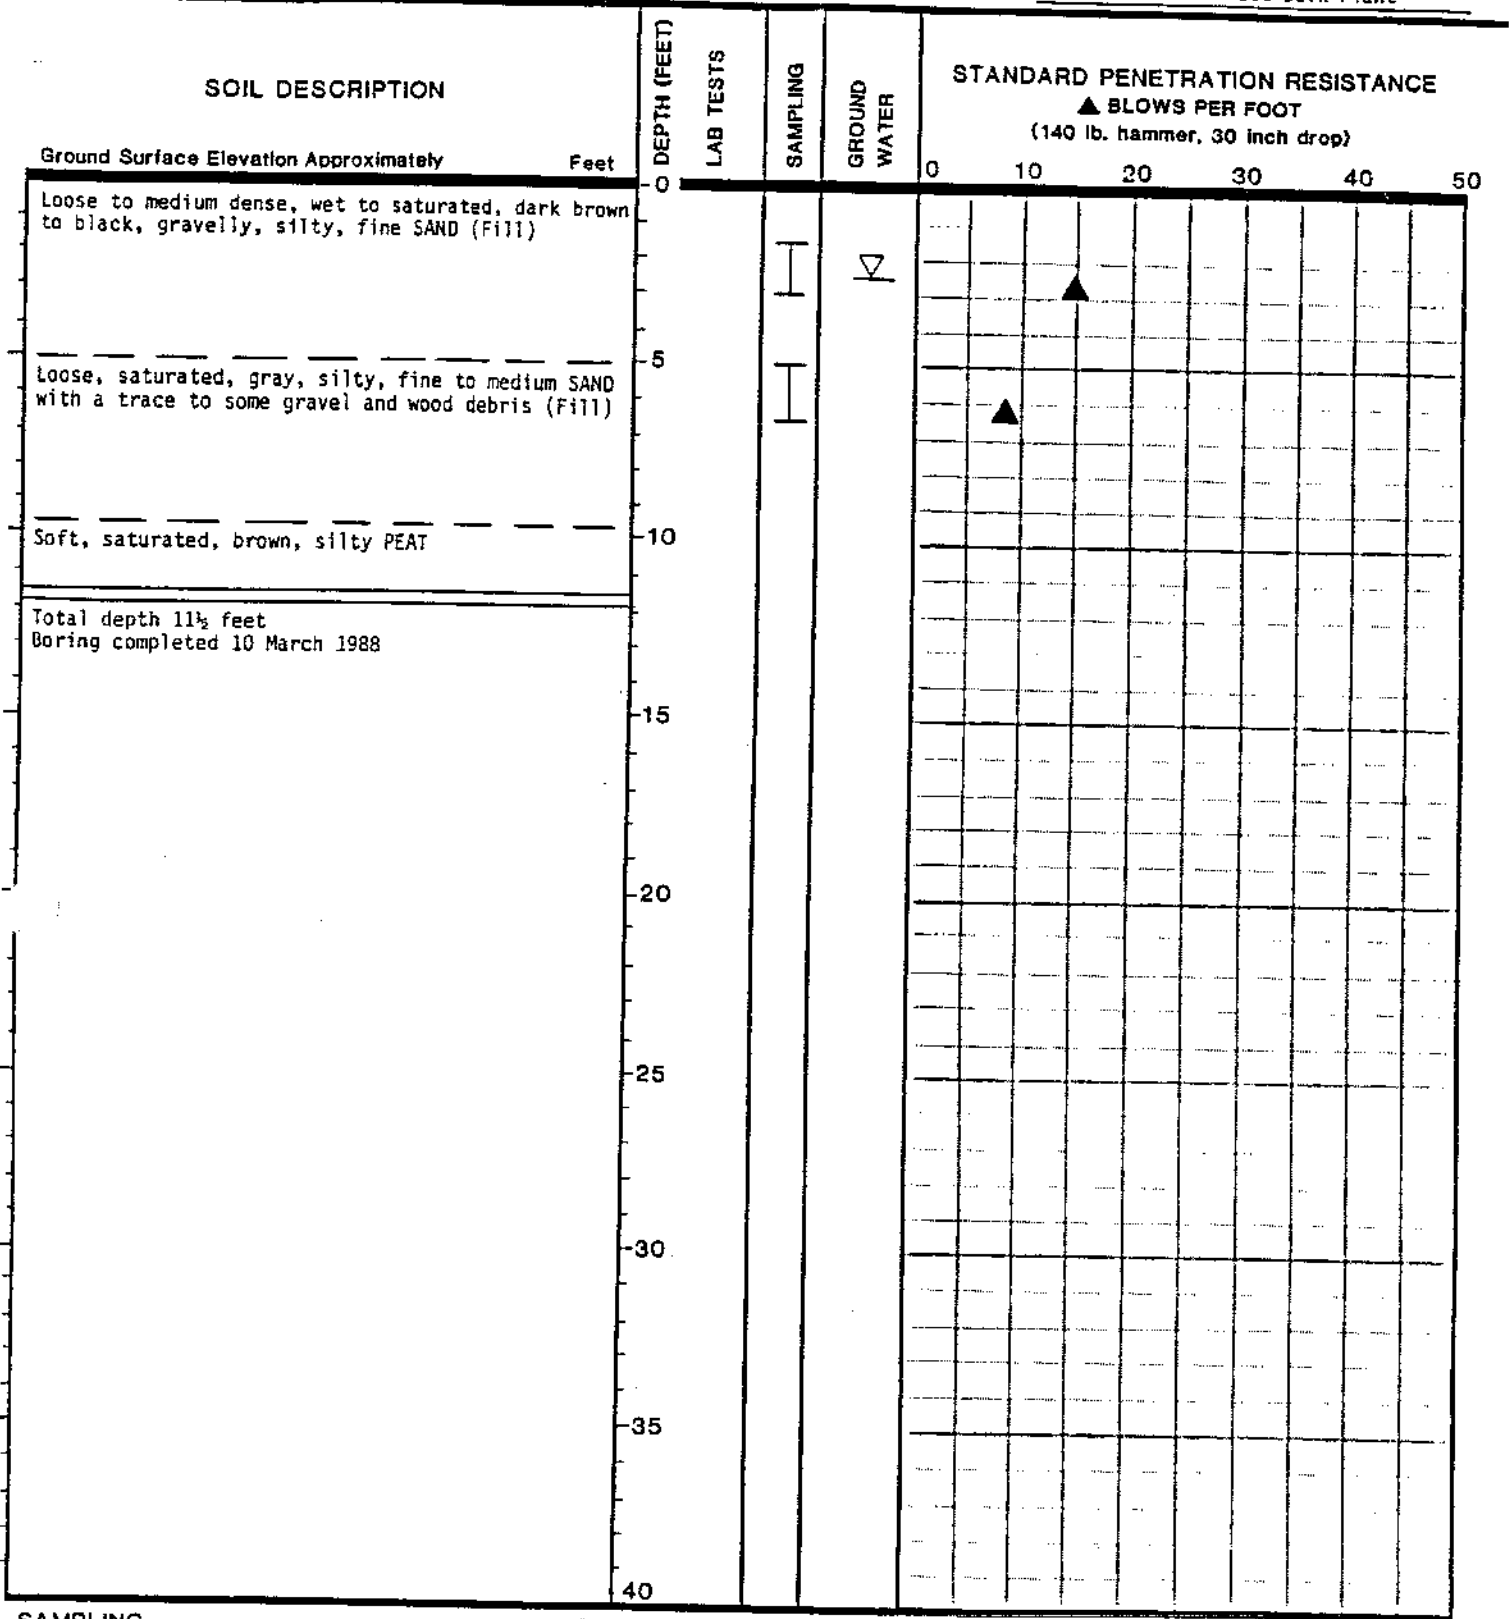 SOIL DESCRIPTION
Ground Surface Elevation Approximately Feet
DEPTH (FEET)
LAB TESTS
SAMPLING
GROUND
WATER
STANDARD PENETRATION RESISTANCE
▲ BLOWS PER FOOT
(140 lb. hammer, 30 inch drop)
0 10 20 30 40 50
0
Loose to medium dense, wet to saturated, dark brown
to black, gravelly, silty, fine SAND (Fill)
5
Loose, saturated, gray, silty, fine to medium SAND
with a trace to some gravel and wood debris (Fill)
10
Soft, saturated, brown, silty PEAT
Total depth 11½ feet
Boring completed 10 March 1988
15
20
25
30
35
40
SAMPLING